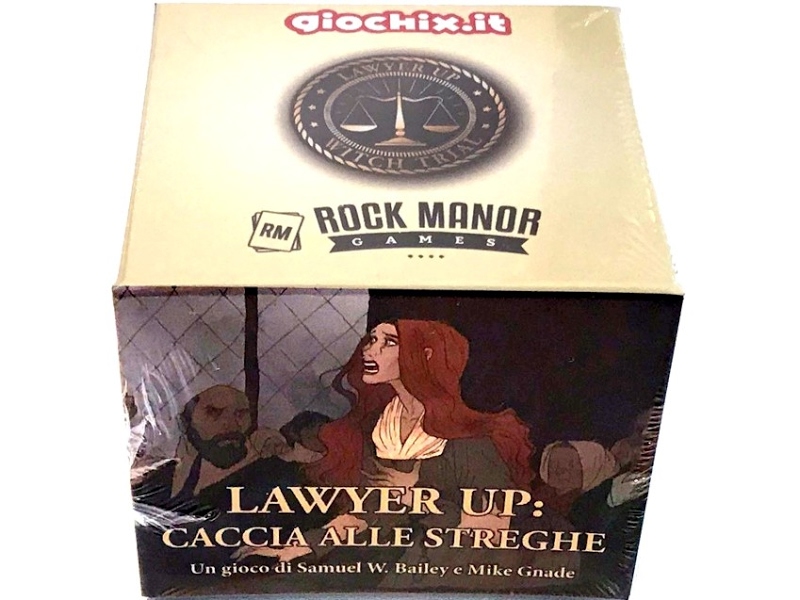 giochix.it
LAWYER UP
WITCH TRIAL
RM
ROCK MANOR
GAMES
LAWYER UP:
CACCIA ALLE STREGHE
Un gioco di Samuel W. Bailey e Mike Gnade